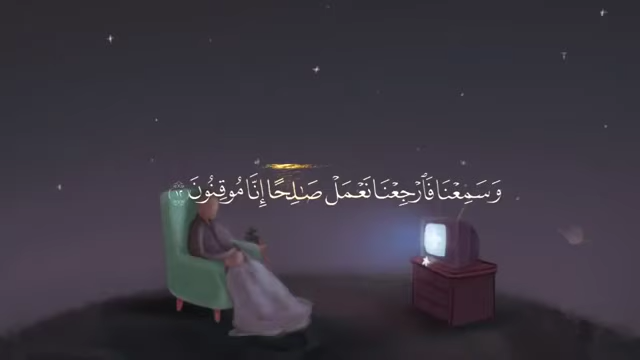 وَسَمِعْنَا فَٱرْجِعْنَا نَعْمَلْ صَٰلِحًا إِنَّا مُوقِنُونَ ١٢